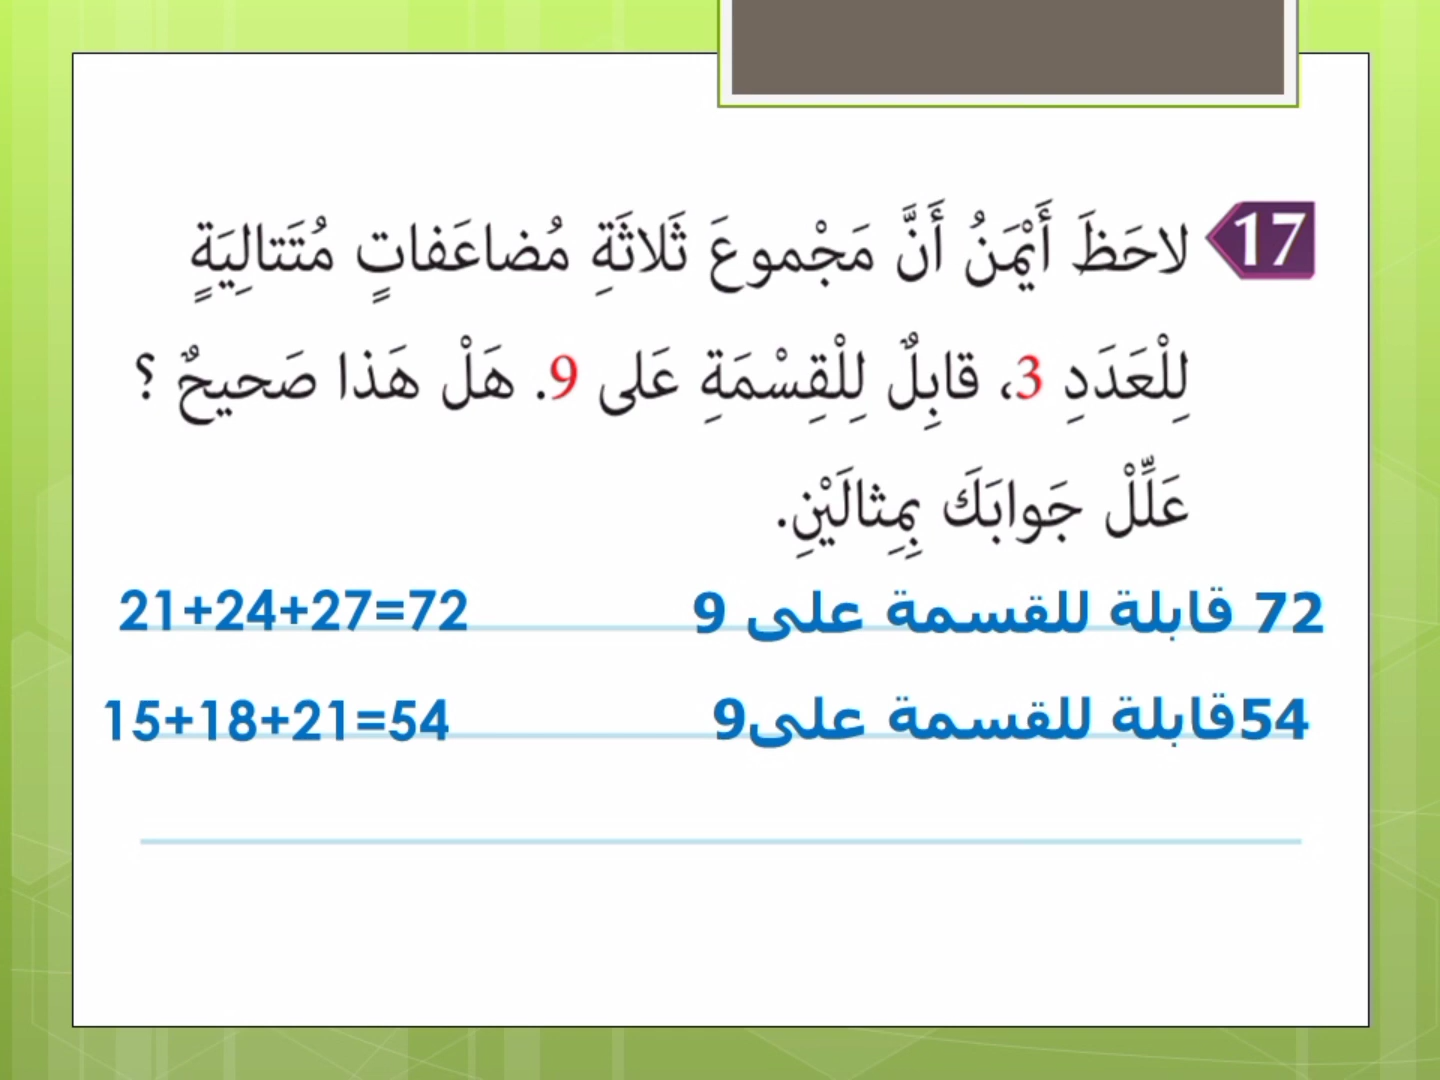 17 لاحَظَ أَيْمَنُ أَنَّ مَجْموعَ ثَلاثَةِ مُضاعَفاتٍ مُتَتالِيَةٍ
لِلْعَدَدِ 3، قابِلٌ لِلْقِسْمَةِ عَلى 9. هَلْ هَذا صَحيحٌ ؟
عَلِّلْ جَوابَكَ بِمِثالَيْنِ.
72 قابلة للقسمة على 9 21+24+27=72
54قابلة للقسمة على9 15+18+21=54